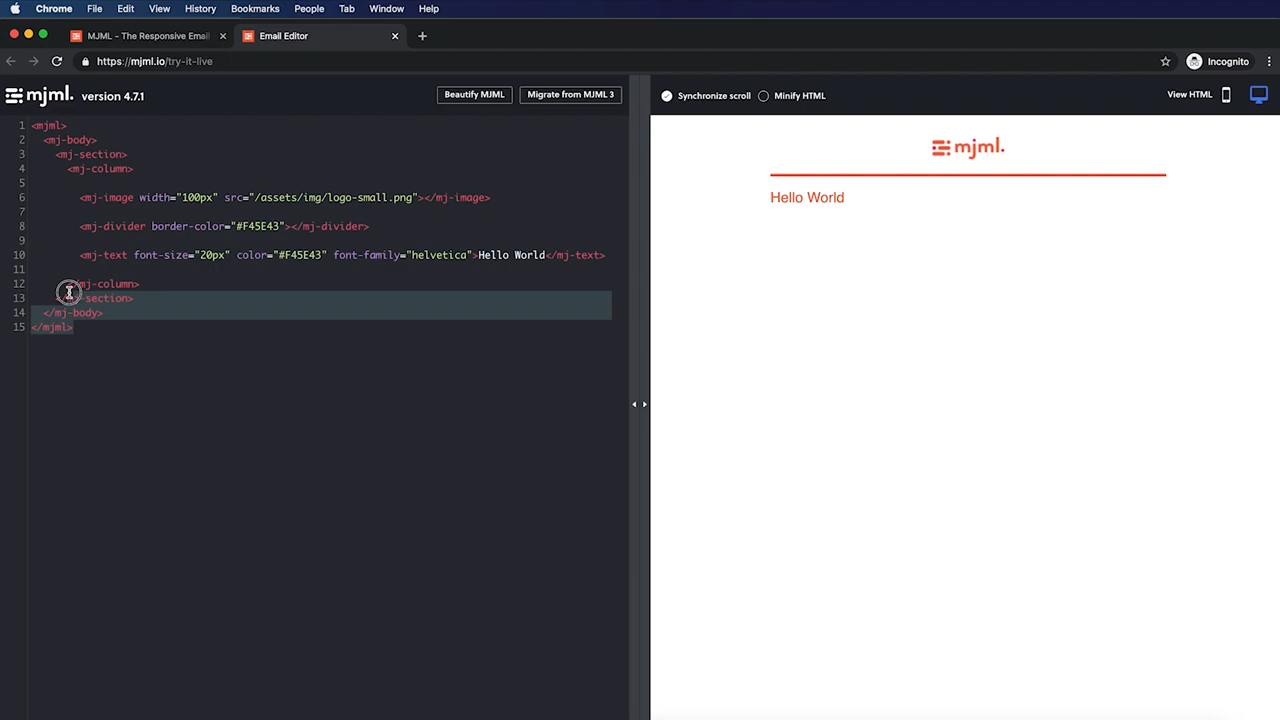 Chrome File Edit View History Bookmarks People Tab Window Help
MJML - The Responsive Email
Email Editor
https://mjml.io/try-it-live
Incognito
mjml. version 4.7.1
Beautify MJML
Migrate from MJML 3
Synchronize scroll
Minify HTML
View HTML
1 <mjml>
2 <mj-body>
3 <mj-section>
4 <mj-column>
5
6 <mj-image width="100px" src="/assets/img/logo-small.png"></mj-image>
7
8 <mj-divider border-color="#F45E43"></mj-divider>
9
10 <mj-text font-size="20px" color="#F45E43" font-family="helvetica">Hello World</mj-text>
11
12 </mj-column>
13 </mj-section>
14 </mj-body>
15 </mjml>
mjml.
Hello World